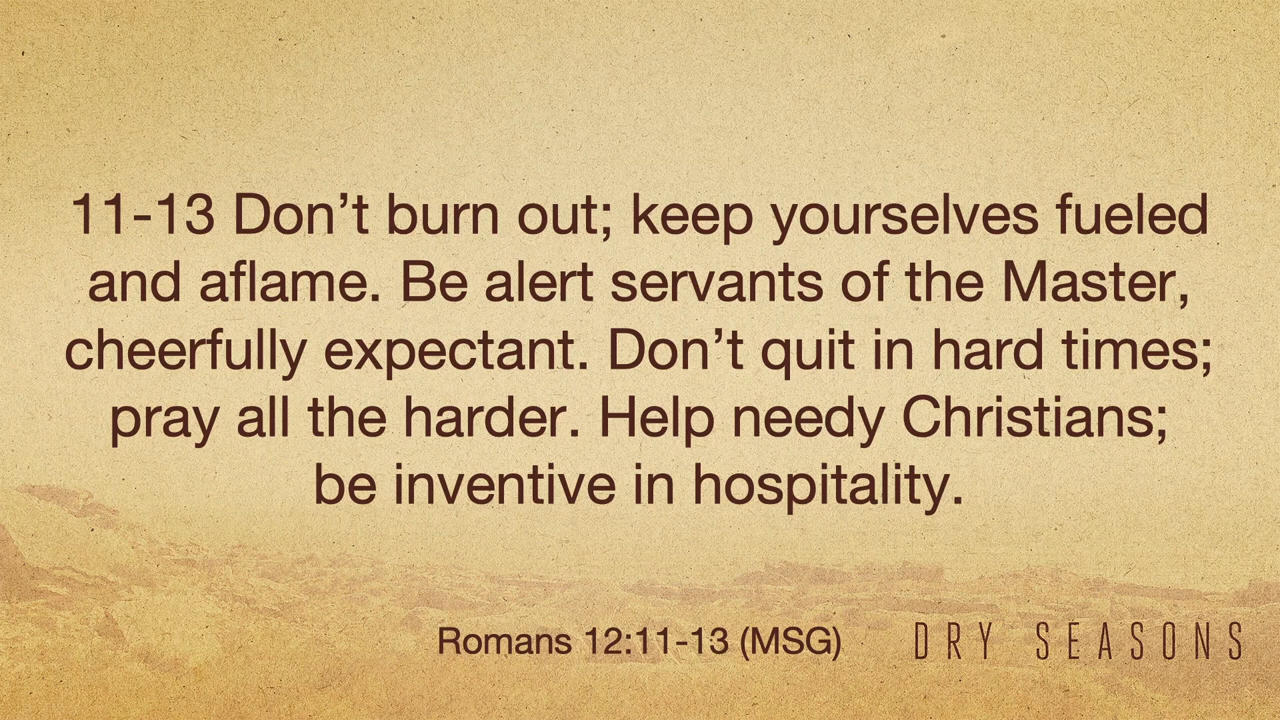 11-13 Don’t burn out; keep yourselves fueled
and aflame. Be alert servants of the Master,
cheerfully expectant. Don’t quit in hard times;
pray all the harder. Help needy Christians;
be inventive in hospitality.
Romans 12:11-13 (MSG)
DRY SEASONS